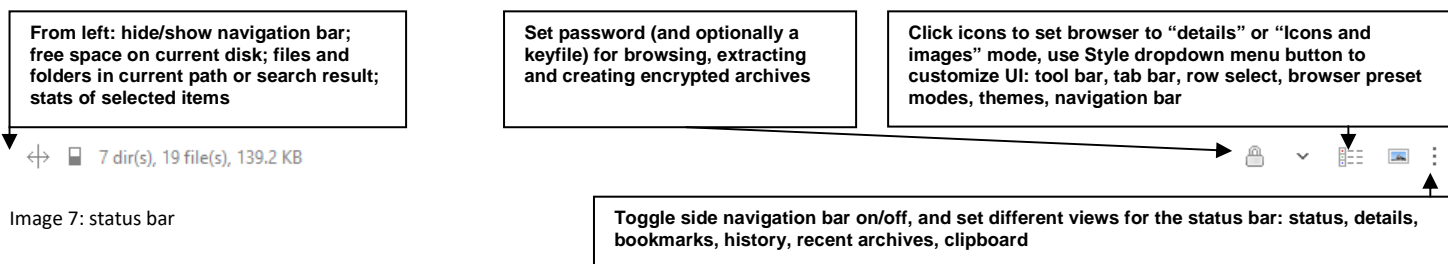 From left: hide/show navigation bar;
free space on current disk; files and
folders in current path or search result;
stats of selected items
Set password (and optionally a
keyfile) for browsing, extracting
and creating encrypted archives
Click icons to set browser to “details” or “Icons and
images” mode, use Style dropdown menu button to
customize UI: tool bar, tab bar, row select, browser preset
modes, themes, navigation bar
7 dir(s), 19 file(s), 139.2 KB
Image 7: status bar
Toggle side navigation bar on/off, and set different views for the status bar: status, details,
bookmarks, history, recent archives, clipboard